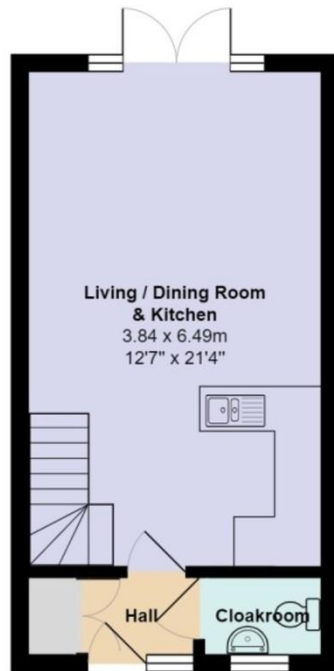 Living / Dining Room
& Kitchen
3.84 x 6.49m
12'7" x 21'4"
Hall
Cloakroom